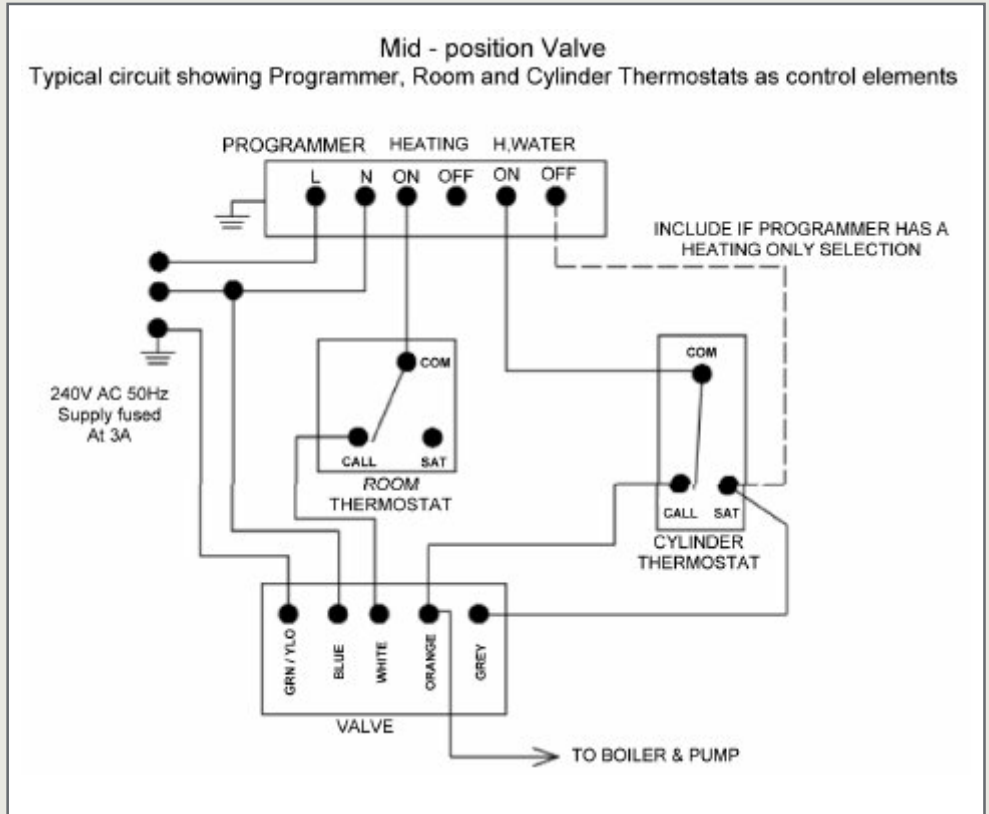 Mid - position Valve
Typical circuit showing Programmer, Room and Cylinder Thermostats as control elements
PROGRAMMER HEATING H,WATER
L N ON OFF ON OFF
INCLUDE IF PROGRAMMER HAS A
HEATING ONLY SELECTION
240V AC 50Hz
Supply fused
At 3A
COM
CALL SAT
ROOM
THERMOSTAT
COM
CALL SAT
CYLINDER
THERMOSTAT
GRN / YLO
BLUE
WHITE
ORANGE
GREY
VALVE
TO BOILER & PUMP